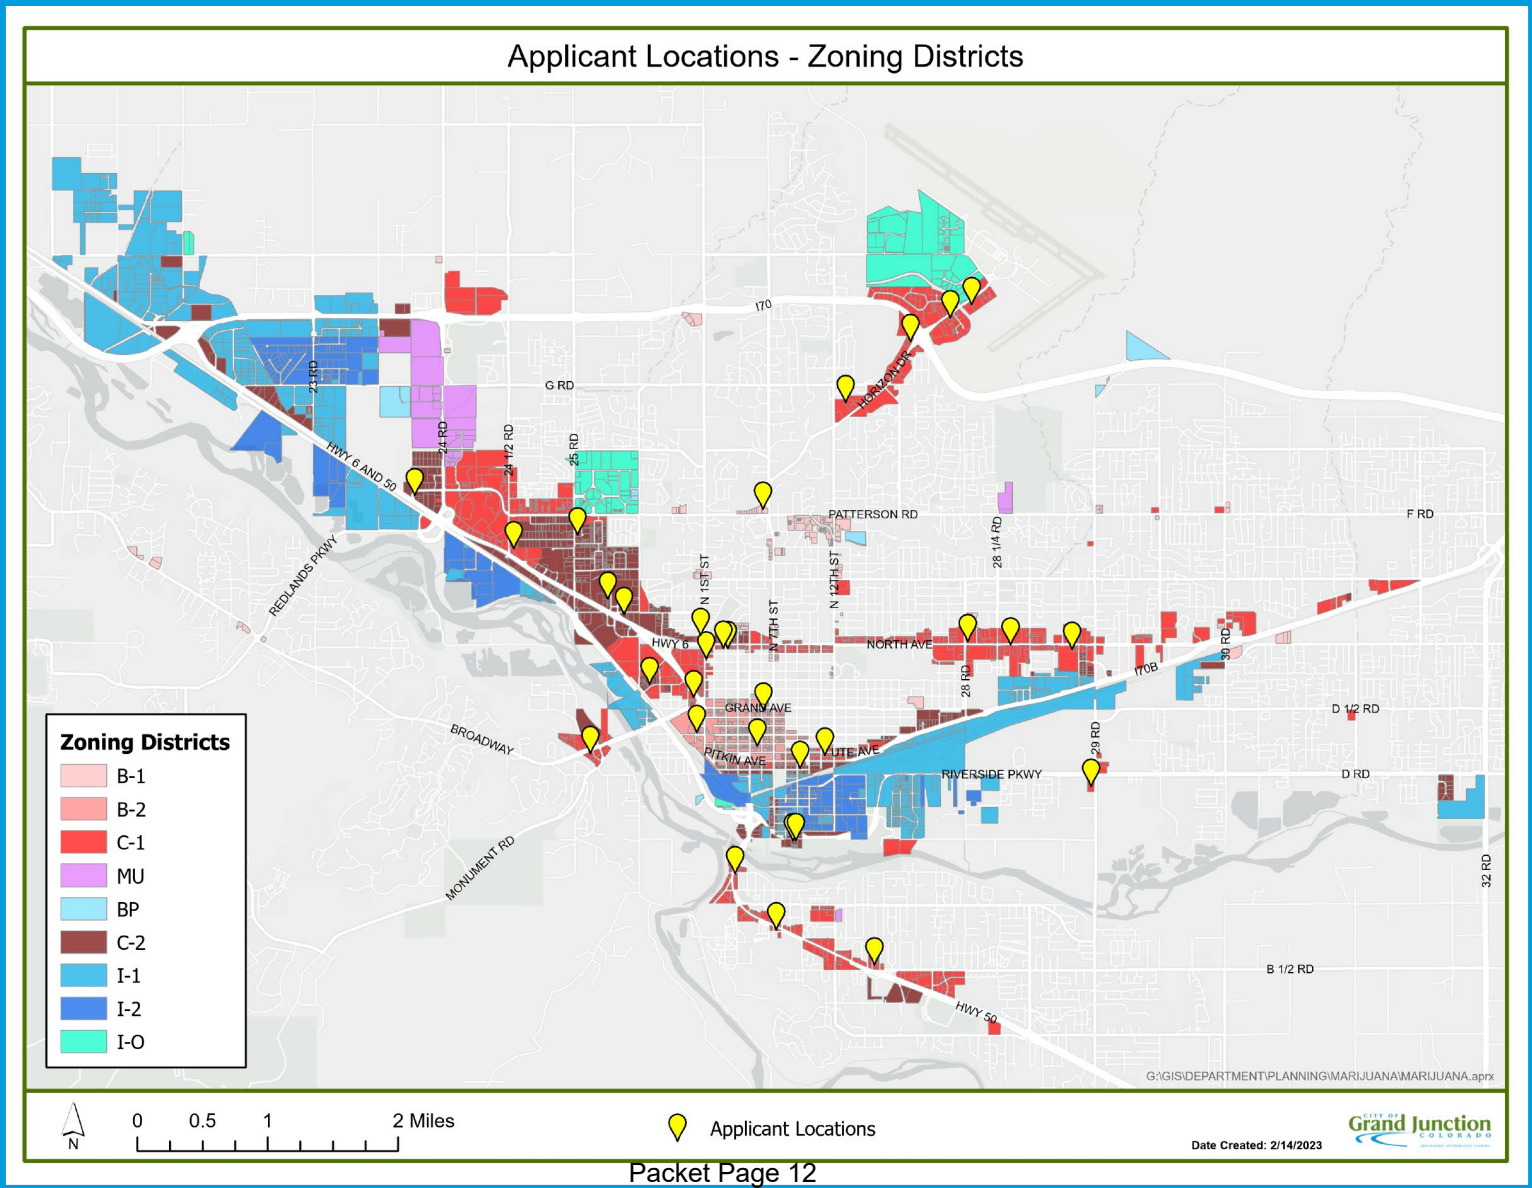 Applicant Locations - Zoning Districts
I70
G RD
HORIZON DR
23 RD
24 RD
24 1/2 RD
25 RD
HWY 6 AND 50
PATTERSON RD
F RD
28 1/4 RD
REDLANDS PKWY
N 1ST ST
N 12TH ST
N 7TH ST
HWY 6
NORTH AVE
30 RD
I70B
28 RD
GRAND AVE
D 1/2 RD
BROADWAY
29 RD
PITKIN AVE
UTE AVE
RIVERSIDE PKWY
D RD
MONUMENT RD
32 RD
B 1/2 RD
HWY 50
Zoning Districts
B-1
B-2
C-1
MU
BP
C-2
I-1
I-2
I-O
G:\GIS\DEPARTMENT\PLANNING\MARIJUANA\MARIJUANA.aprx
N
0 0.5 1 2 Miles
Applicant Locations
Date Created: 2/14/2023
CITY OF
Grand Junction
COLORADO
Packet Page 12